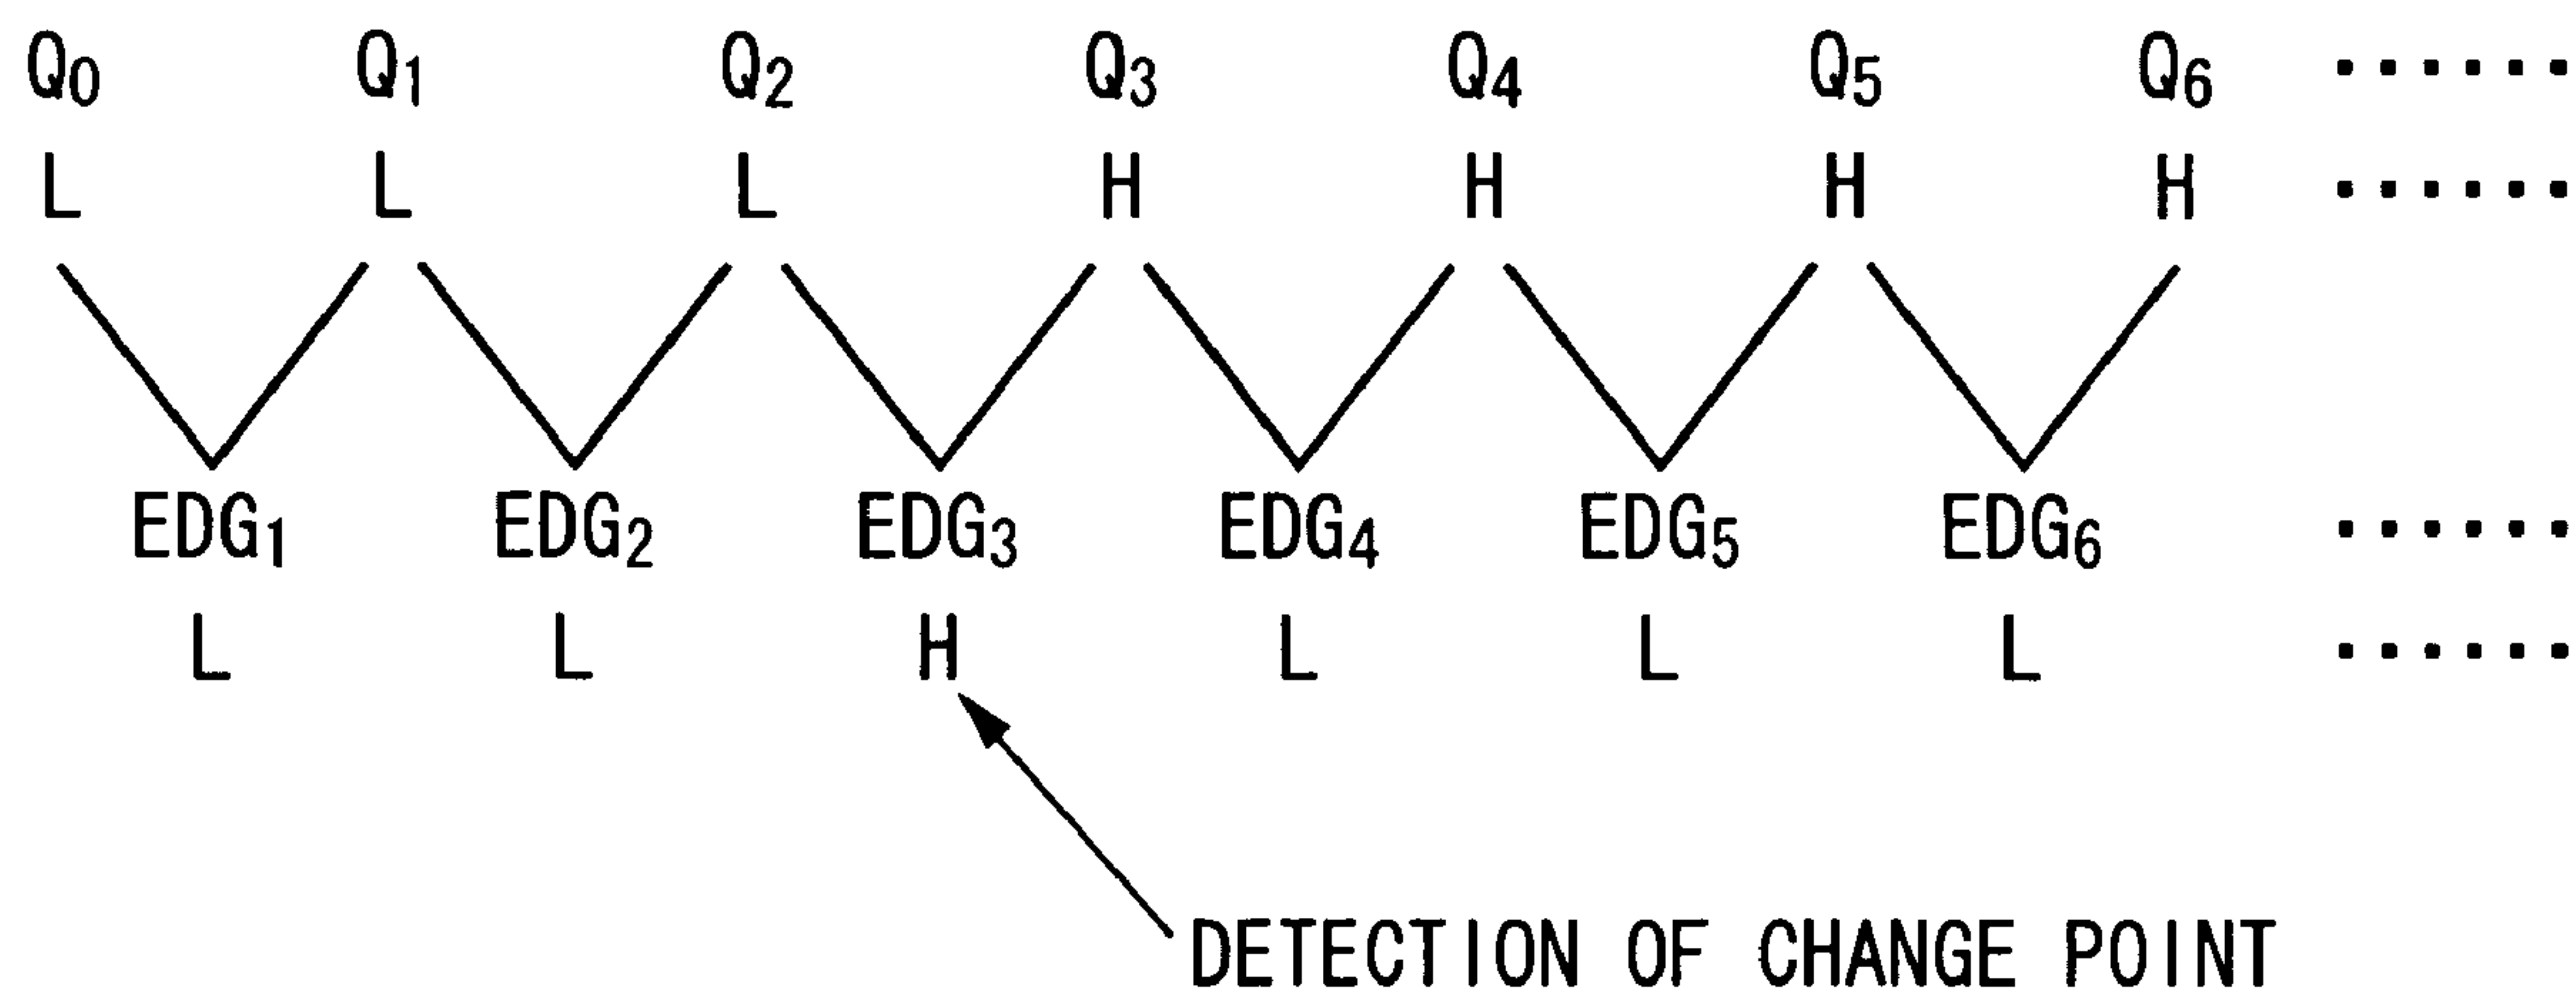 Q0 Q1 Q2 Q3 Q4 Q5 Q6 ······
L L L H H H H ······
EDG1 EDG2 EDG3 EDG4 EDG5 EDG6 ······
L L H L L L ······
DETECTION OF CHANGE POINT